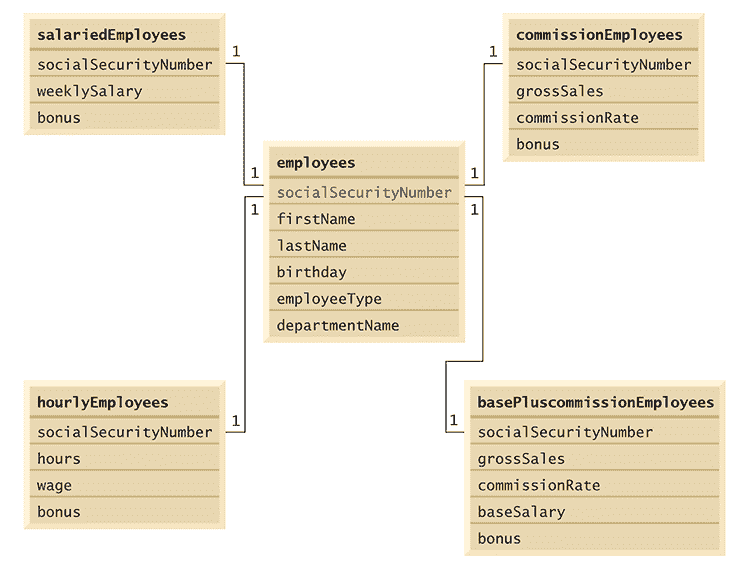 salariedEmployees
socialSecurityNumber
weeklySalary
bonus
1
1
commissionEmployees
socialSecurityNumber
grossSales
commissionRate
bonus
1
1
employees
socialSecurityNumber
firstName
lastName
birthday
employeeType
departmentName
1
1
hourlyEmployees
socialSecurityNumber
hours
wage
bonus
1
1
basePluscommissionEmployees
socialSecurityNumber
grossSales
commissionRate
baseSalary
bonus